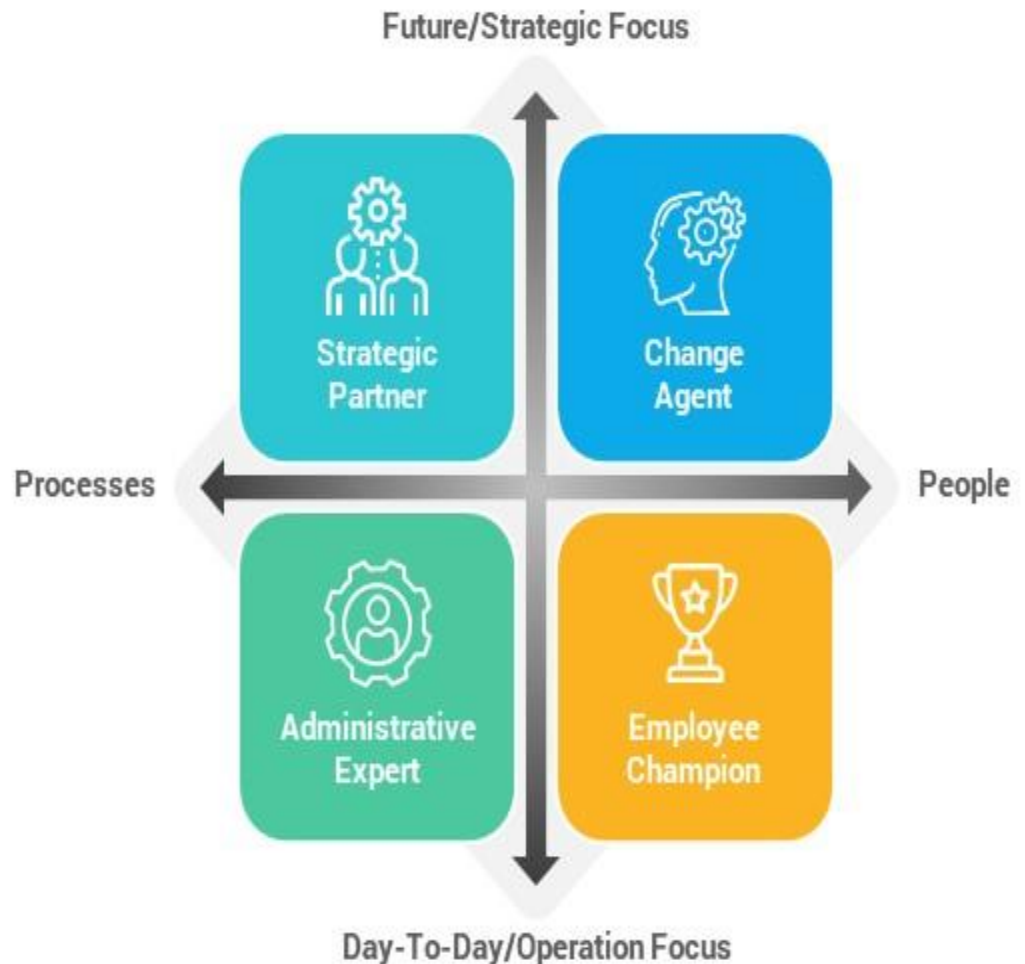 Future/Strategic Focus
Strategic
Partner
Change
Agent
Processes
People
Administrative
Expert
Employee
Champion
Day-To-Day/Operation Focus